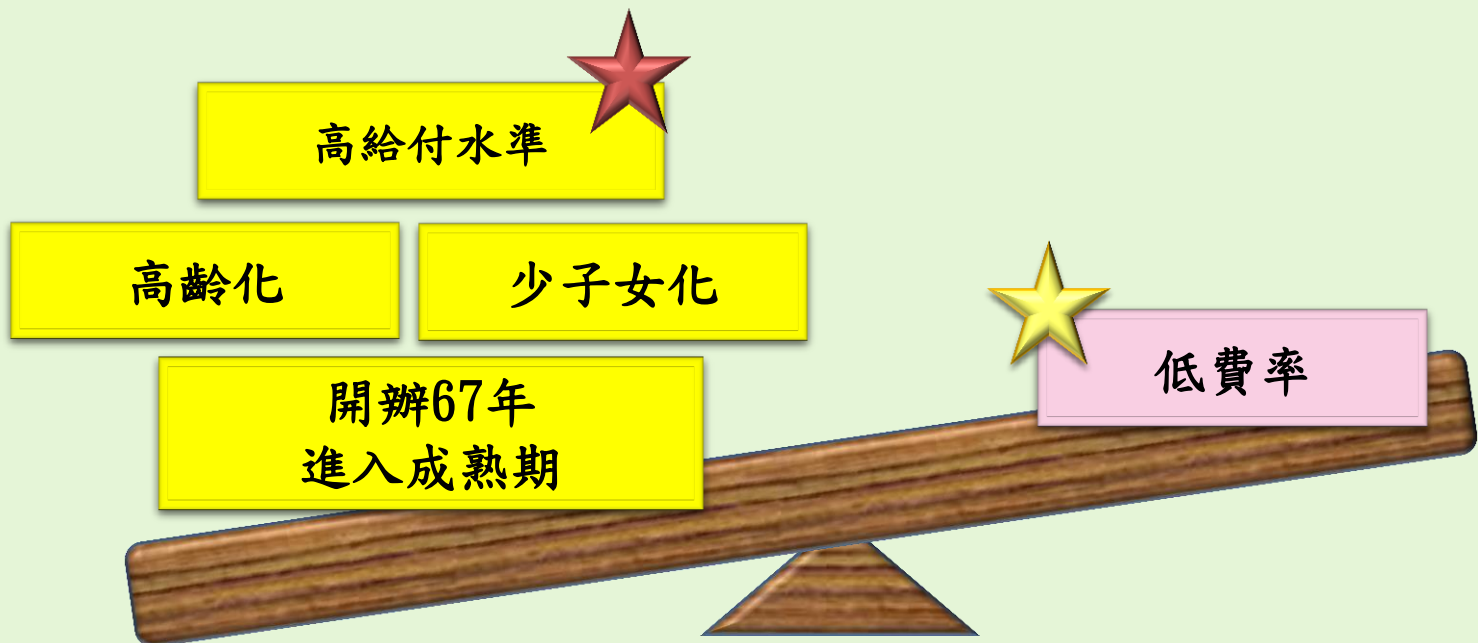 高給付水準
高齡化
少子女化
開辦67年
進入成熟期
低費率